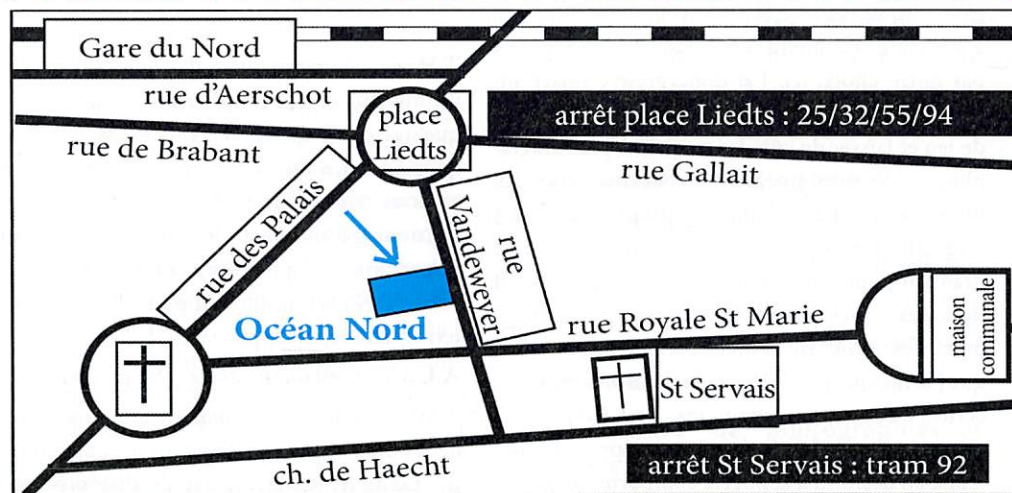 Gare du Nord
rue d'Aerschot
place
Liedts
arrêt place Liedts : 25/32/55/94
rue de Brabant
rue Gallait
rue des Palais
rue
Vandeweyer
Océan Nord
rue Royale St Marie
maison
communale
St Servais
ch. de Haecht
arrêt St Servais : tram 92